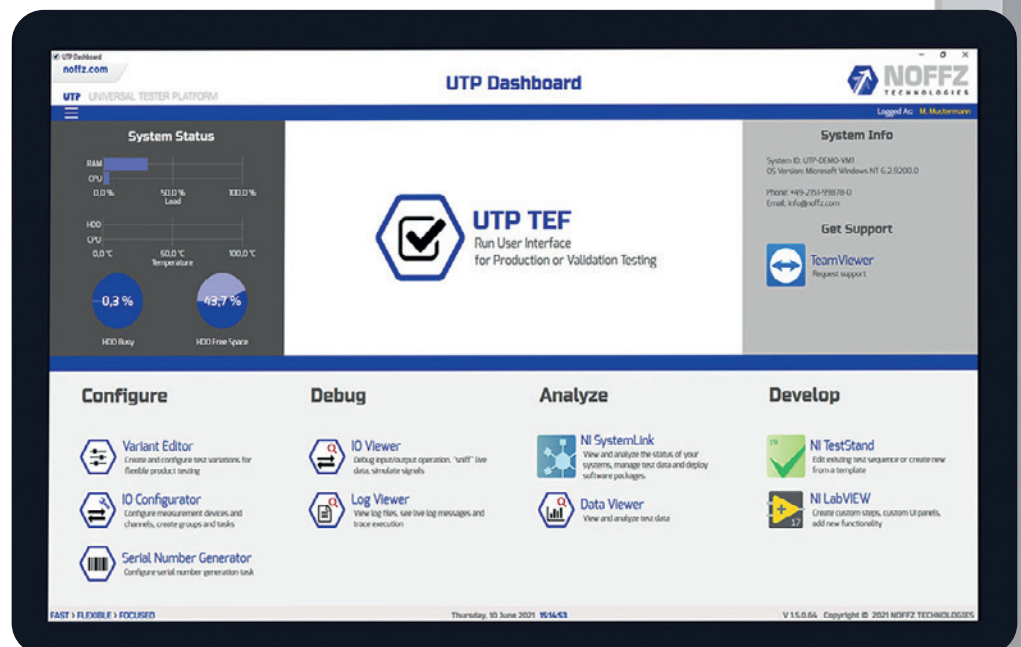 UTP Dashboard
noffz.com
UTP UNIVERSAL TESTER PLATFORM
UTP Dashboard
NOFFZ
TECHNOLOGIES
Logged As: M. Mustermann
System Status
RAM
CPU
0,0 % 50,0 % 100,0 %
Load
HDD
CPU
0,0 °C 50,0 °C 100,0 °C
Temperature
0,3 % 43,7 %
HDD Busy HDD Free Space
UTP TEF
Run User Interface
for Production or Validation Testing
System Info
System ID: UTP-DEMO-VM1
OS Version: Microsoft Windows NT 6.2.9200.0
Phone: +49-2151-99878-0
Email: info@noffz.com
Get Support
TeamViewer
Request support
Configure
Variant Editor
Create and configure test variations for
flexible product testing
IO Configurator
Configure measurement devices and
channels, create groups and tasks
Serial Number Generator
Configure serial number generation task
Debug
IO Viewer
Debug input/output operation, "sniff" live
data, simulate signals
Log Viewer
View log files, see live log messages and
trace execution
Analyze
NI SystemLink
View and analyze the status of your
systems, manage test data and deploy
software packages.
Data Viewer
View and analyze test data
Develop
19
NI TestStand
Edit existing test sequence or create new
from a template
17
NI LabVIEW
Create custom steps, custom UI panels,
add new functionality
FAST > FLEXIBLE > FOCUSED
Thursday, 10 June 2021 15:14:53
V 1.5.0.64 Copyright © 2021 NOFFZ TECHNOLOGIES